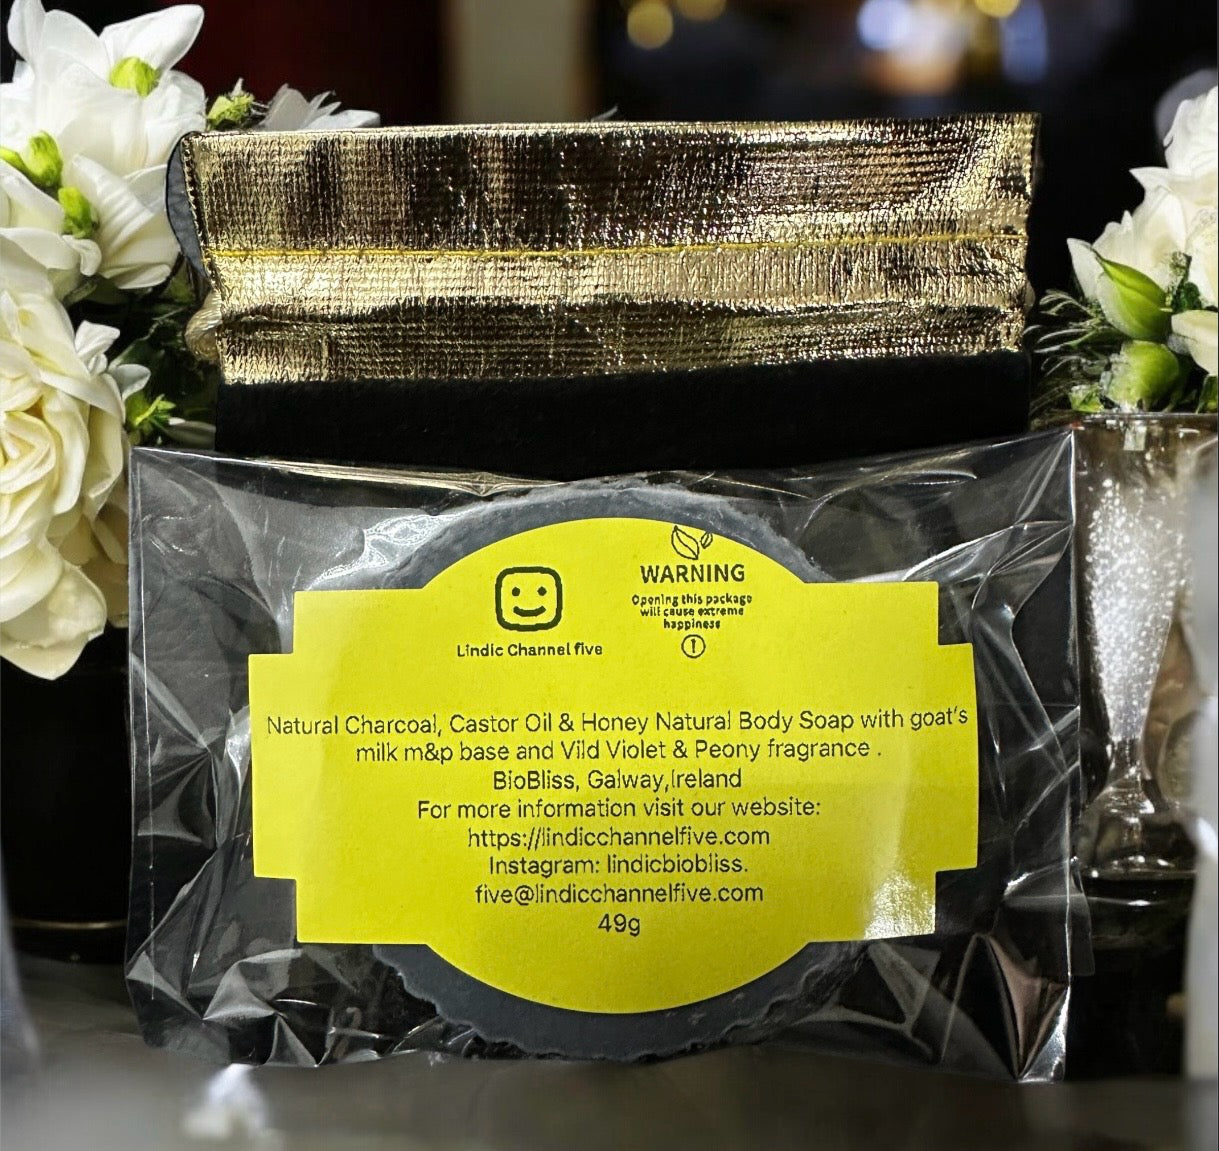 WARNING
Opening this package
will cause extreme
happiness
Lindic Channel five
Natural Charcoal, Castor Oil & Honey Natural Body Soap with goat's
milk m&p base and Vild Violet & Peony fragrance .
BioBliss, Galway,Ireland
For more information visit our website:
https://lindicchannelfive.com
Instagram: lindicbiobliss.
five@lindicchannelfive.com
49g